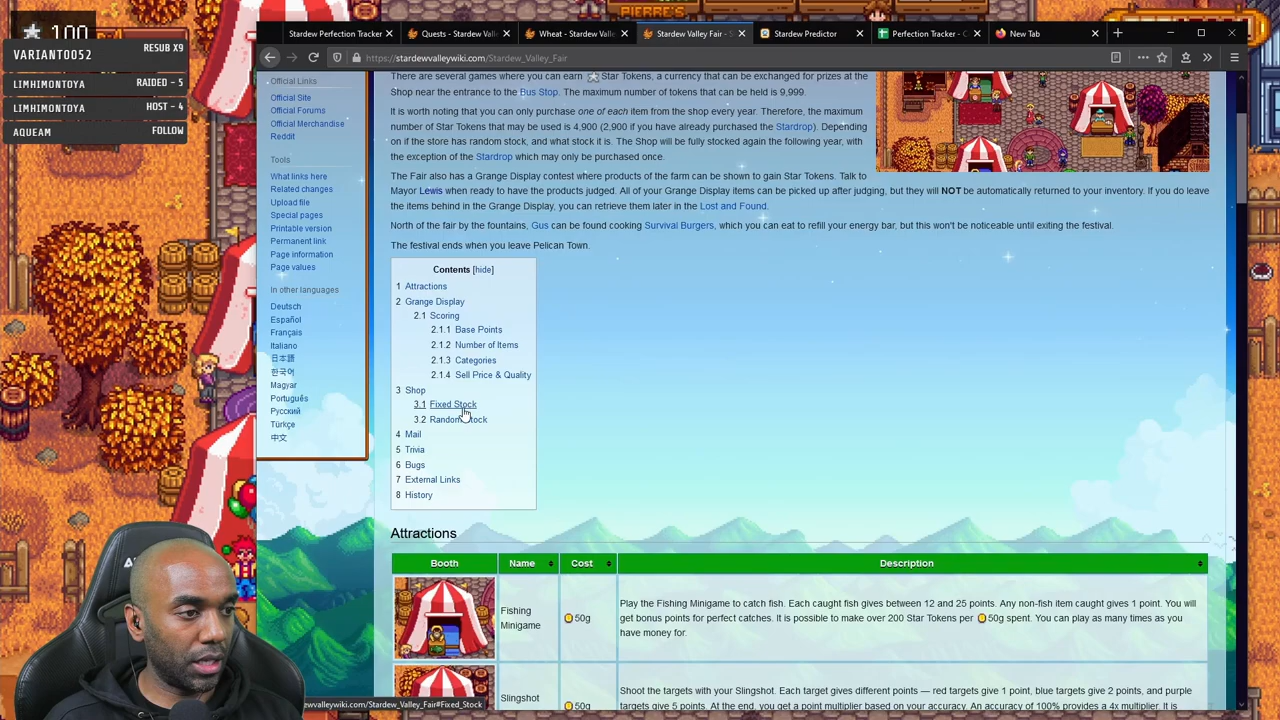 PIERRE'S
100
VARIANT0052 RESUB X9
LIMHIMONTOYA RAIDED - 5
LIMHIMONTOYA HOST - 4
AQUEAM FOLLOW
Stardew Perfection Tracker
Quests - Stardew Valley
Wheat - Stardew Valley
Stardew Valley Fair - S
Stardew Predictor
Perfection Tracker - G
New Tab
https://stardewvalleywiki.com/Stardew_Valley_Fair
Official Links
Official Site
Official Forums
Official Merchandise
Reddit
Tools
What links here
Related changes
Upload file
Special pages
Printable version
Permanent link
Page information
Page values
In other languages
Deutsch
Español
Français
Italiano
日本語
한국어
Magyar
Português
Русский
Türkçe
中文
There are several games where you can earn Star Tokens, a currency that can be exchanged for prizes at the
Shop near the entrance to the Bus Stop. The maximum number of tokens that can be held is 9,999.
It is worth noting that you can only purchase one of each item from the shop every year. Therefore, the maximum
number of Star Tokens that may be used is 4,900 (2,900 if you have already purchased the Stardrop). Depending
on if the store has random stock, and what stock it is. The Shop will be fully stocked again the following year, with
the exception of the Stardrop which may only be purchased once.
The Fair also has a Grange Display contest where products of the farm can be shown to gain Star Tokens. Talk to
Mayor Lewis when ready to have the products judged. All of your Grange Display items can be picked up after judging, but they will NOT be automatically returned to your inventory. If you do leave
the items behind in the Grange Display, you can retrieve them later in the Lost and Found.
North of the fair by the fountains, Gus can be found cooking Survival Burgers, which you can eat to refill your energy bar, but this won't be noticeable until exiting the festival.
The festival ends when you leave Pelican Town.
Contents [hide]
1 Attractions
2 Grange Display
2.1 Scoring
2.1.1 Base Points
2.1.2 Number of Items
2.1.3 Categories
2.1.4 Sell Price & Quality
3 Shop
3.1 Fixed Stock
3.2 Random Stock
4 Mail
5 Trivia
6 Bugs
7 External Links
8 History
Attractions
Booth Name Cost Description
Fishing
Minigame
50g
Play the Fishing Minigame to catch fish. Each caught fish gives between 12 and 25 points. Any non-fish item caught gives 1 point. You will
get bonus points for perfect catches. It is possible to make over 200 Star Tokens per 50g spent. You can play as many times as you
have money for.
Slingshot
50g
Shoot the targets with your Slingshot. Each target gives different points — red targets give 1 point, blue targets give 2 points, and purple
targets give 5 points. At the end, you get a point multiplier based on your accuracy. An accuracy of 100% provides a 4x multiplier. It is
ewvalleywiki.com/Stardew_Valley_Fair#Fixed_Stock